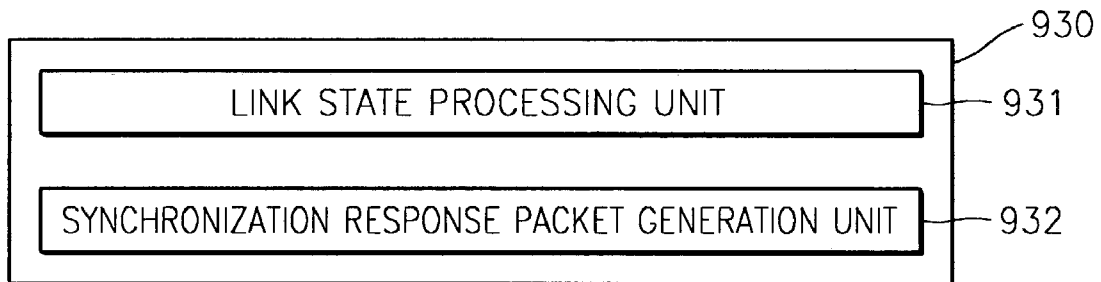 930
LINK STATE PROCESSING UNIT 931
SYNCHRONIZATION RESPONSE PACKET GENERATION UNIT 932